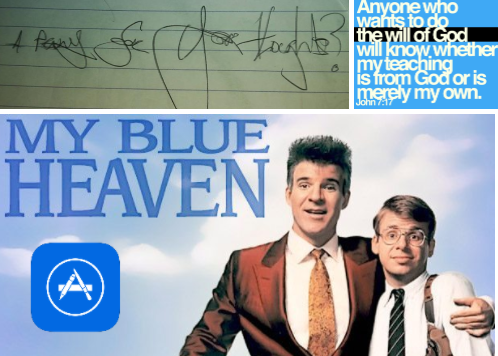 A Penny for your thoughts?
Anyone who
wants to do
the will of God
will know whether
my teaching
is from God or is
merely my own.
John 7:17
MY BLUE
HEAVEN